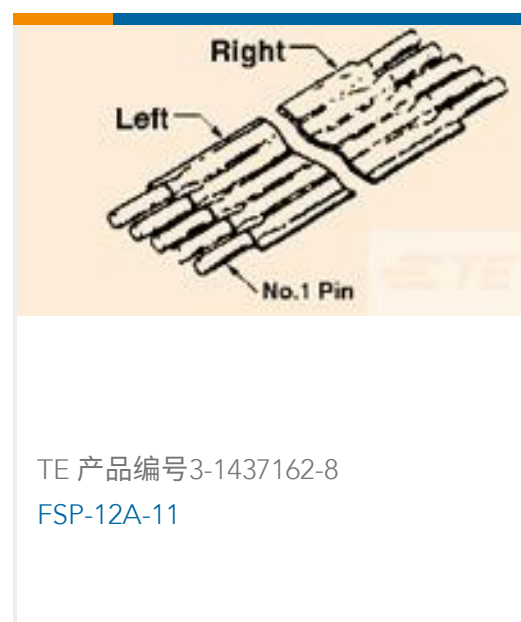 Right
Left
No.1 Pin
TE
TE 产品编号3-1437162-8
FSP-12A-11